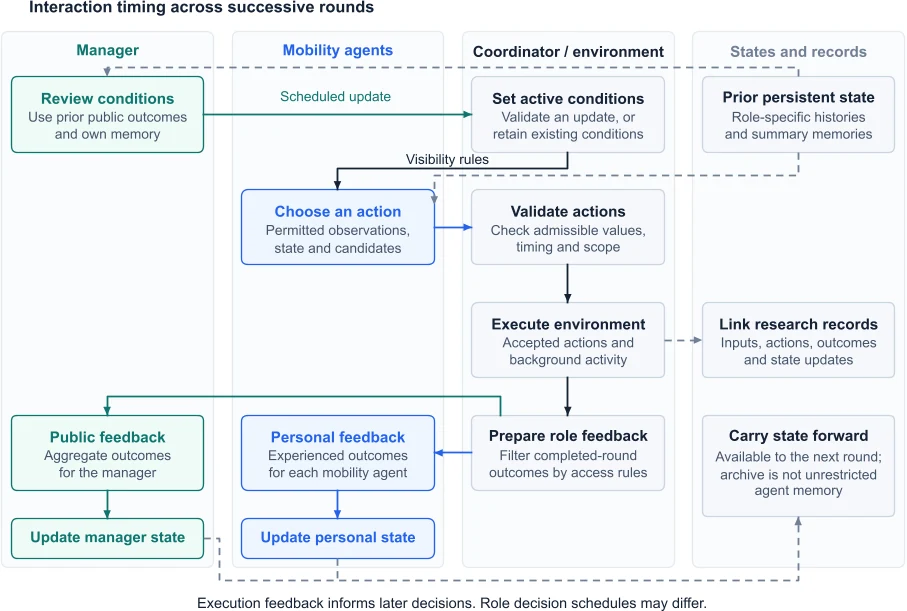 Interaction timing across successive rounds
Manager
Mobility agents
Coordinator / environment
States and records
Review conditions
Use prior public outcomes
and own memory
Scheduled update
Set active conditions
Validate an update, or
retain existing conditions
Prior persistent state
Role-specific histories
and summary memories
Visibility rules
Choose an action
Permitted observations,
state and candidates
Validate actions
Check admissible values,
timing and scope
Execute environment
Accepted actions and
background activity
Link research records
Inputs, actions, outcomes
and state updates
Public feedback
Aggregate outcomes
for the manager
Personal feedback
Experienced outcomes
for each mobility agent
Prepare role feedback
Filter completed-round
outcomes by access rules
Carry state forward
Available to the next round;
archive is not unrestricted
agent memory
Update manager state
Update personal state
Execution feedback informs later decisions. Role decision schedules may differ.